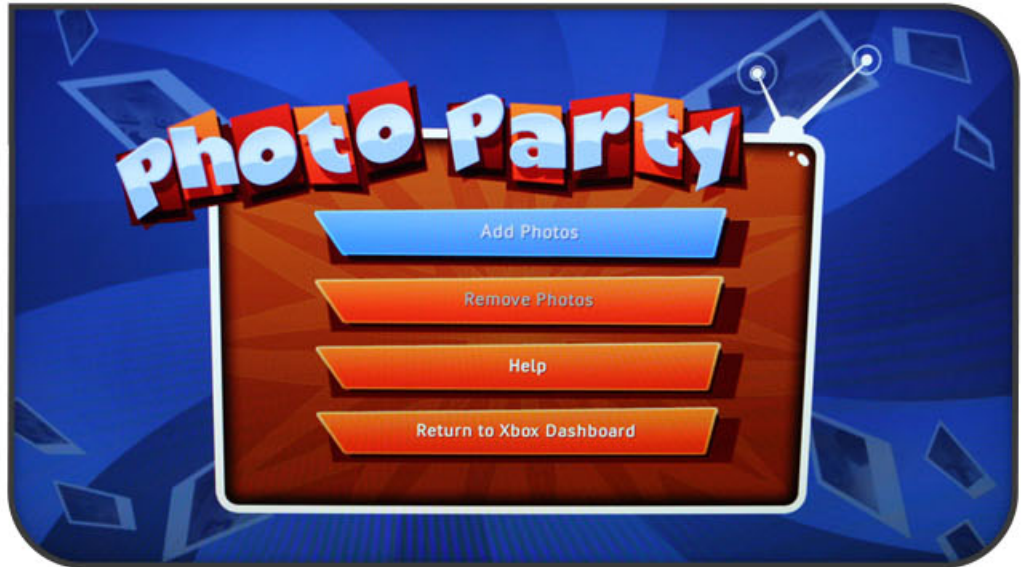 Photo Party
Add Photos
Remove Photos
Help
Return to Xbox Dashboard